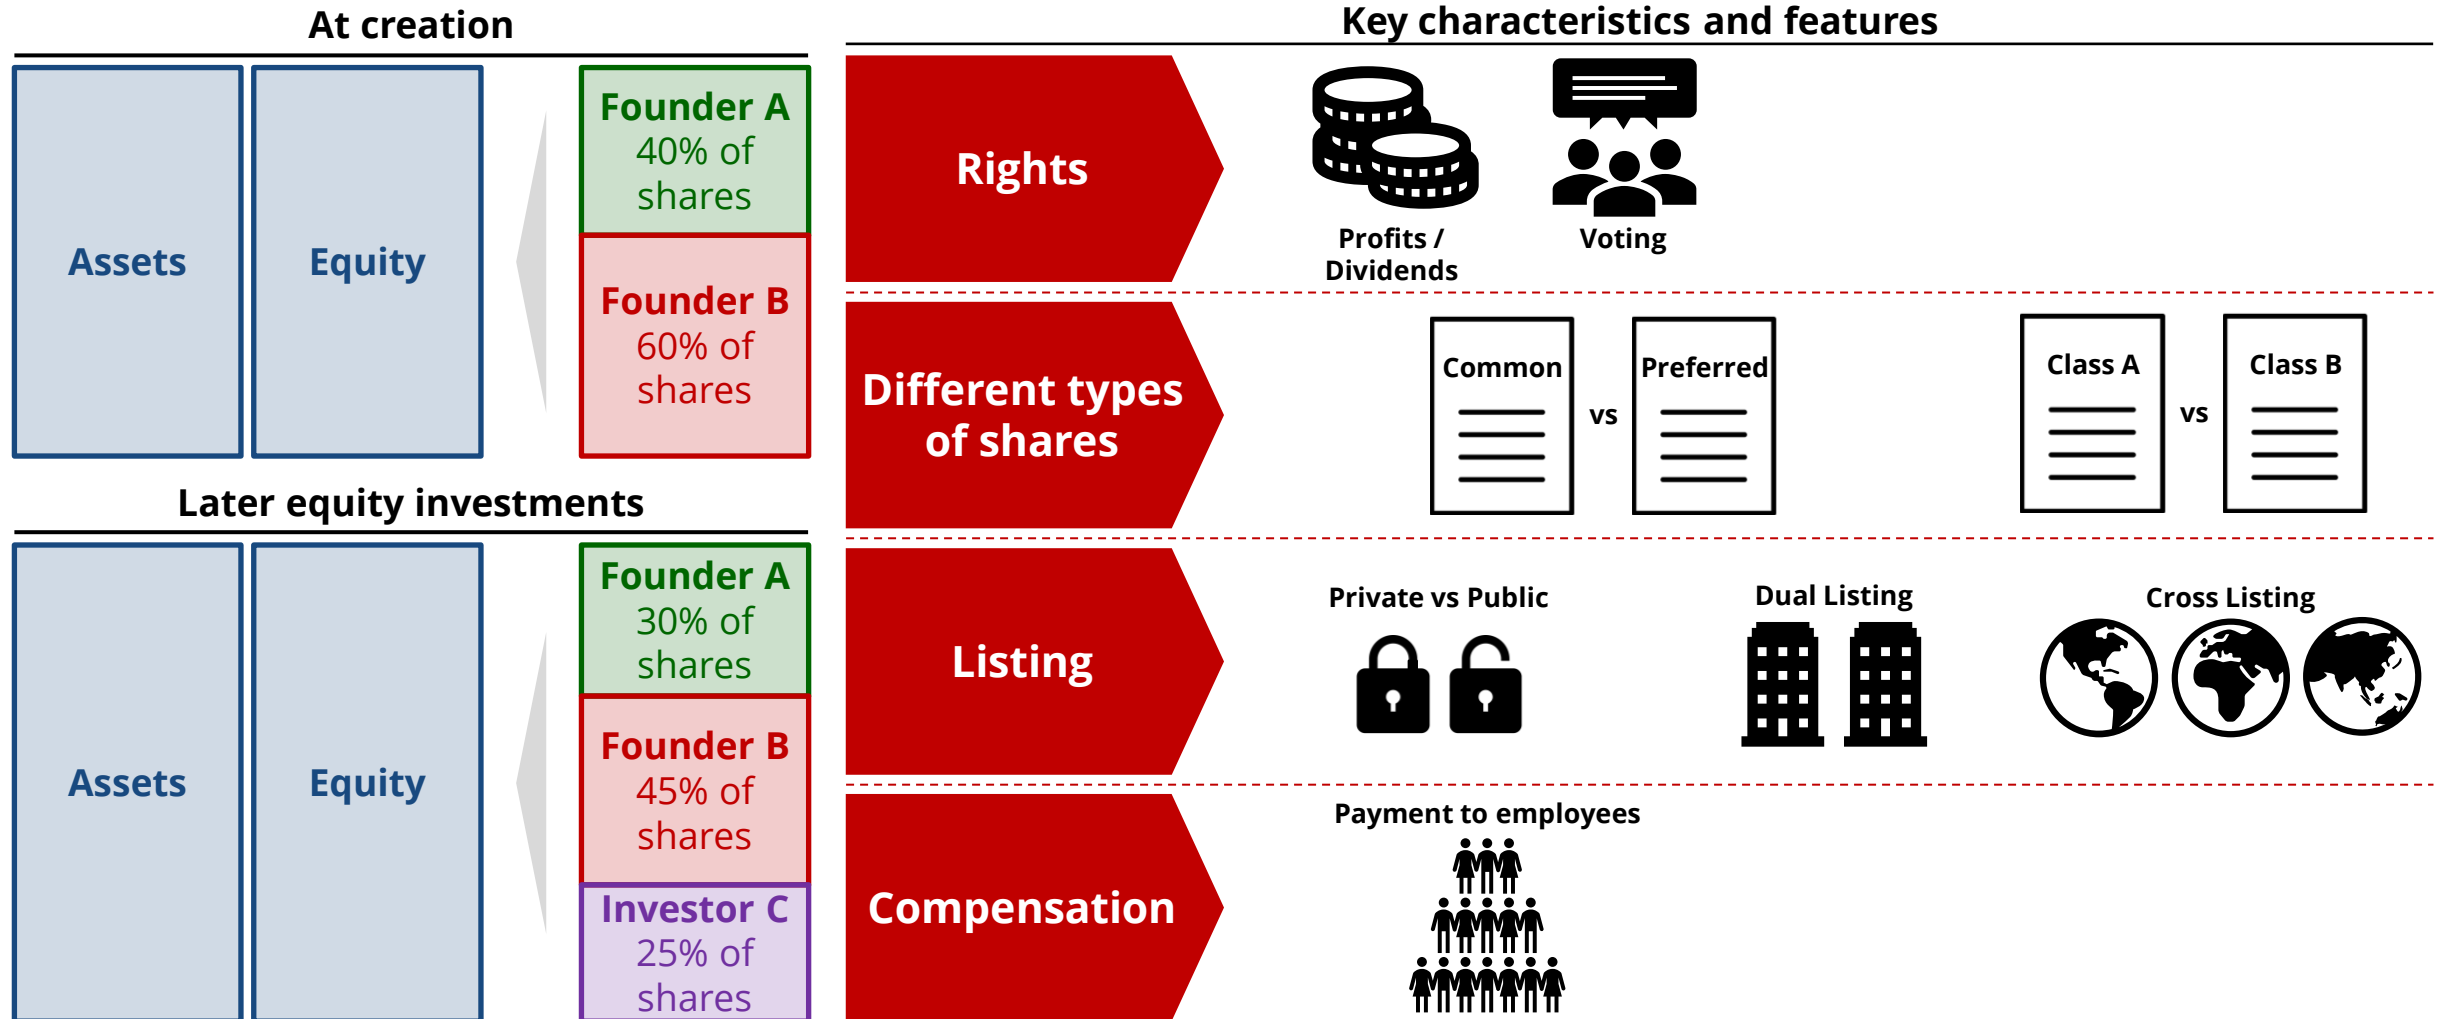 At creation
Assets
Equity
Founder A
40% of
shares
Founder B
60% of
shares
Later equity investments
Assets
Equity
Founder A
30% of
shares
Founder B
45% of
shares
Investor C
25% of
shares
Key characteristics and features
Rights
Profits /
Dividends
Voting
Different types
of shares
Common
vs
Preferred
Class A
vs
Class B
Listing
Private vs Public
Dual Listing
Cross Listing
Compensation
Payment to employees